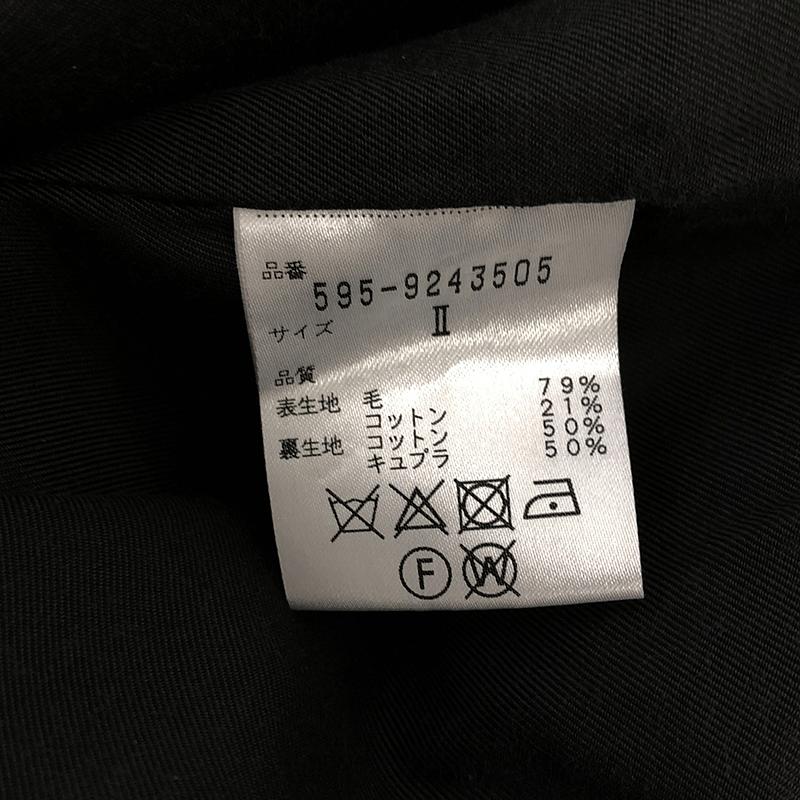 品番 595-9243505
サイズ Ⅱ
品質
表生地 毛 79%
コットン 21%
裏生地 コットン 50%
キュプラ 50%
F W